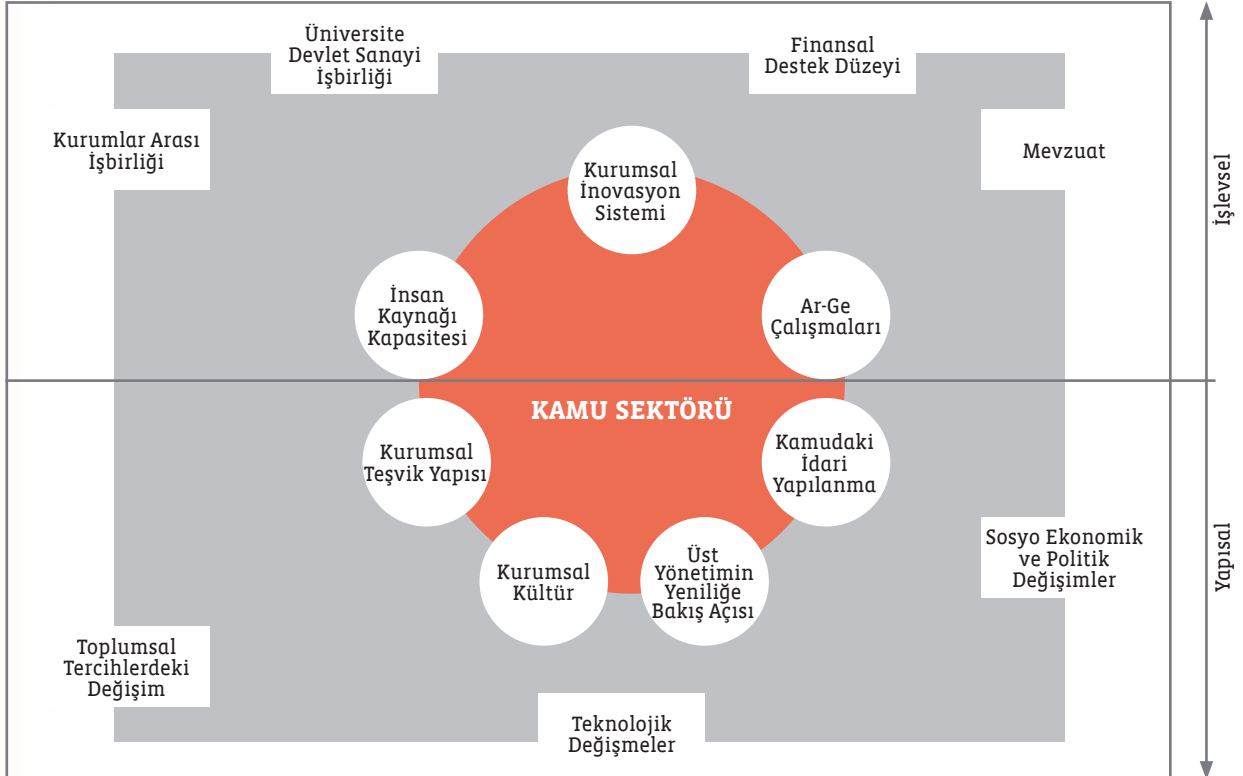 Üniversite
Devlet Sanayi
İşbirliği
Finansal
Destek Düzeyi
Kurumlar Arası
İşbirliği
Mevzuat
Kurumsal
İnovasyon
Sistemi
İşlevsel
İnsan
Kaynağı
Kapasitesi
Ar-Ge
Çalışmaları
KAMU SEKTÖRÜ
Kurumsal
Teşvik Yapısı
Kamudaki
İdari
Yapılanma
Kurumsal
Kültür
Üst
Yönetimin
Yeniliğe
Bakış Açısı
Sosyo Ekonomik
ve Politik
Değişimler
Yapısal
Toplumsal
Tercihlerdeki
Değişim
Teknolojik
Değişmeler